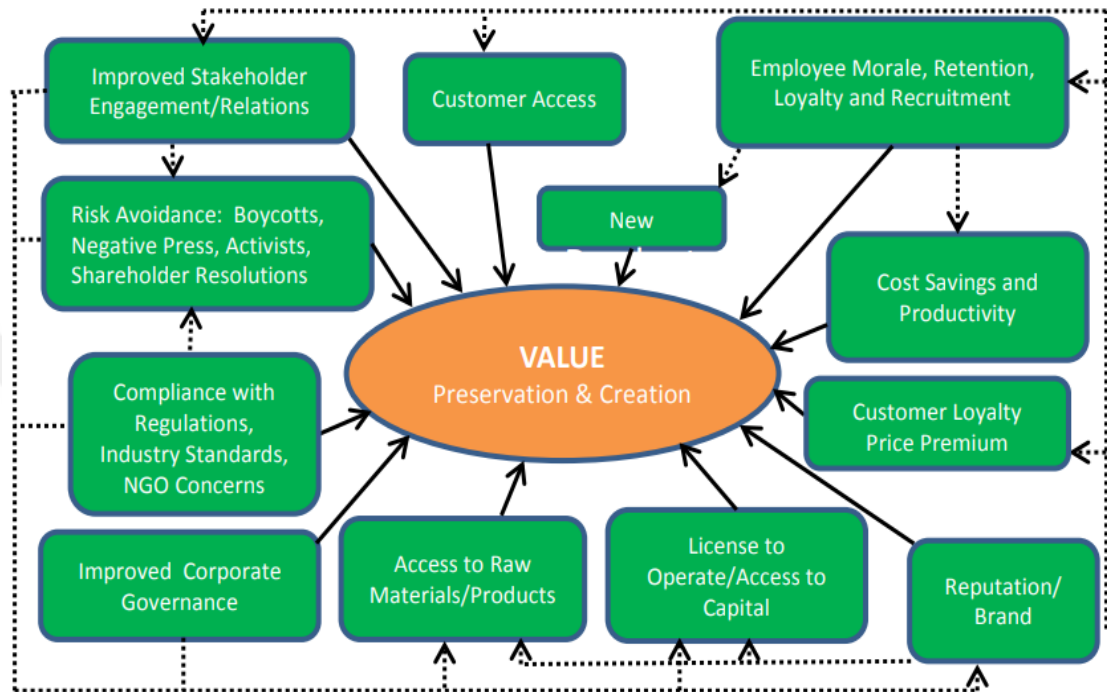 Improved Stakeholder
Engagement/Relations
Customer Access
Employee Morale, Retention,
Loyalty and Recruitment
Risk Avoidance:  Boycotts,
Negative Press, Activists,
Shareholder Resolutions
New
Cost Savings and
Productivity
VALUE
Preservation & Creation
Compliance with
Regulations,
Industry Standards,
NGO Concerns
Customer Loyalty
Price Premium
Improved  Corporate
Governance
Access to Raw
Materials/Products
License to
Operate/Access to
Capital
Reputation/
Brand